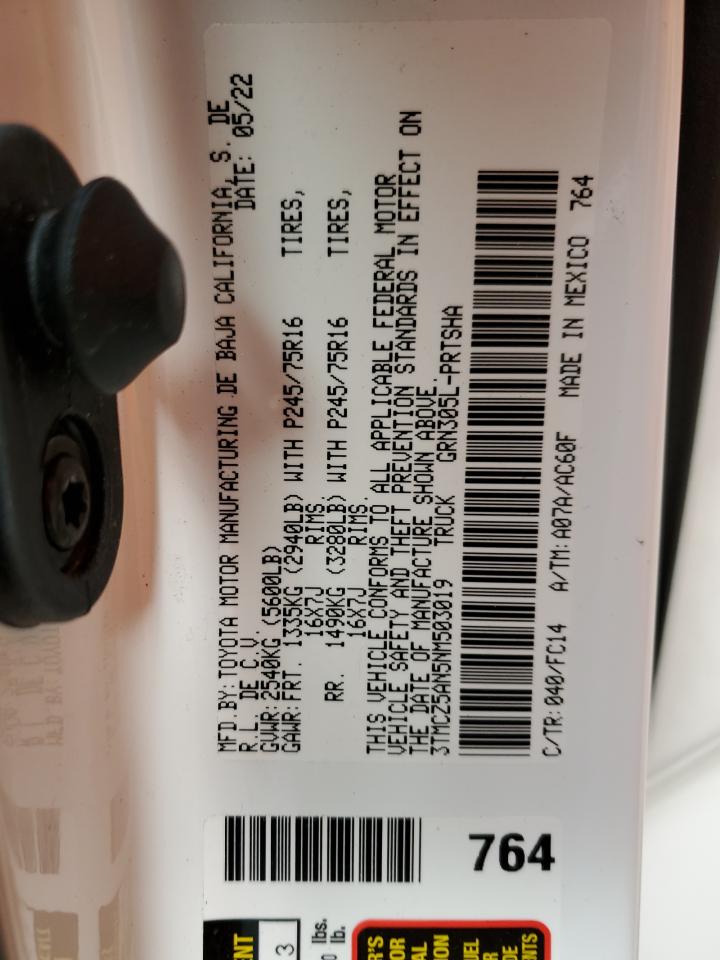 MFD.BY: TOYOTA MOTOR MANUFACTURING DE BAJA CALIFORNIA, S. DE
R.L. DE C.V. DATE: 05/22
GVWR: 2540KG (5600LB)
GAWR: FRT. 1335KG (2940LB) WITH P245/75R16 TIRES,
16X7J RIMS
RR. 1490KG (3280LB) WITH P245/75R16 TIRES,
16X7J RIMS.
THIS VEHICLE CONFORMS TO ALL APPLICABLE FEDERAL MOTOR
VEHICLE SAFETY AND THEFT PREVENTION STANDARDS IN EFFECT ON
THE DATE OF MANUFACTURE SHOWN ABOVE.
3TMCZ5AN5NM503019 TRUCK GRN305L-PRTSHA
C/TR: 040/FC14 A/TM: A07A/AC60F MADE IN MEXICO 764
764
3
lbs.
lb.